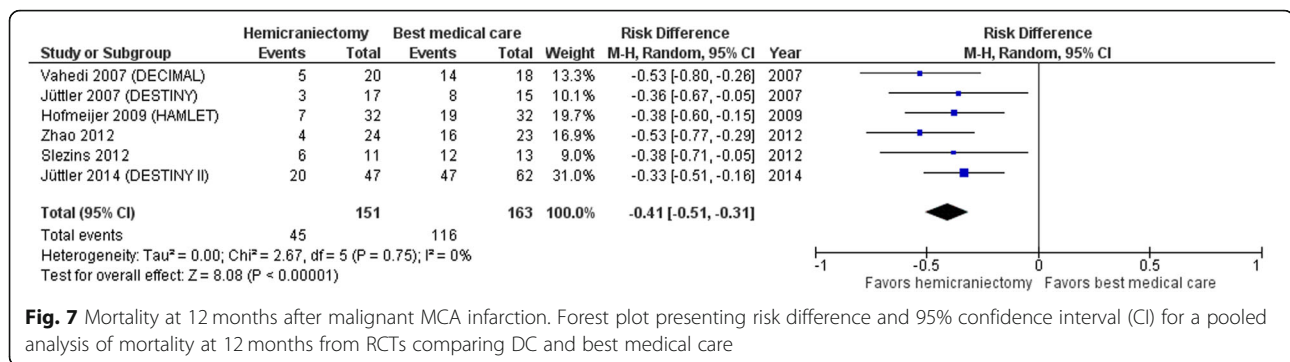 Hemicraniectomy Best medical care Risk Difference Risk Difference
Study or Subgroup Events Total Events Total Weight M-H, Random, 95% CI Year M-H, Random, 95% CI
Vahedi 2007 (DECIMAL) 5 20 14 18 13.3% -0.53 [-0.80, -0.26] 2007
Jüttler 2007 (DESTINY) 3 17 8 15 10.1% -0.36 [-0.67, -0.05] 2007
Hofmeijer 2009 (HAMLET) 7 32 19 32 19.7% -0.38 [-0.60, -0.15] 2009
Zhao 2012 4 24 16 23 16.9% -0.53 [-0.77, -0.29] 2012
Slezins 2012 6 11 12 13 9.0% -0.38 [-0.71, -0.05] 2012
Jüttler 2014 (DESTINY II) 20 47 47 62 31.0% -0.33 [-0.51, -0.16] 2014
Total (95% CI) 151 163 100.0% -0.41 [-0.51, -0.31]
Total events 45 116
Heterogeneity: Tau² = 0.00; Chi² = 2.67, df = 5 (P = 0.75); I² = 0%
Test for overall effect: Z = 8.08 (P < 0.00001)
-1 -0.5 0 0.5 1
Favors hemicraniectomy Favors best medical care
Fig. 7 Mortality at 12 months after malignant MCA infarction. Forest plot presenting risk difference and 95% confidence interval (CI) for a pooled
analysis of mortality at 12 months from RCTs comparing DC and best medical care